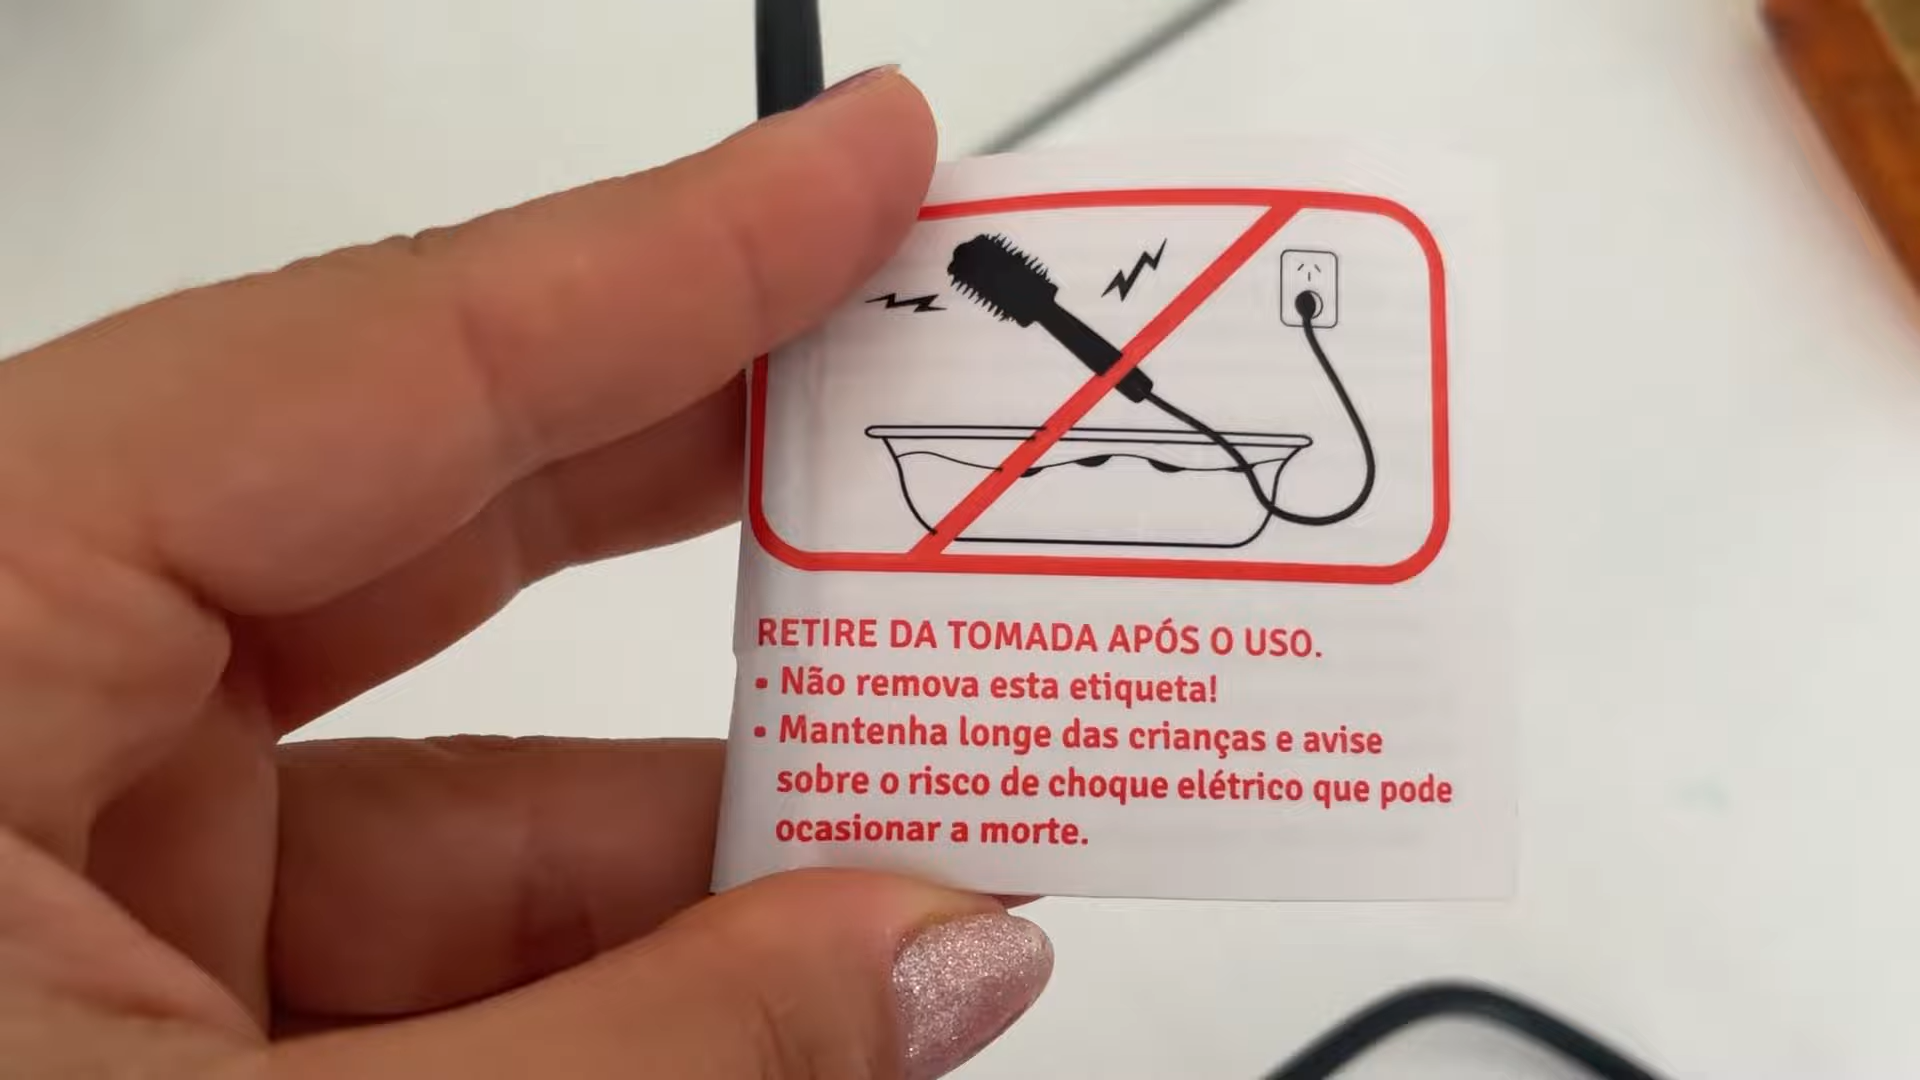 RETIRE DA TOMADA APÓS O USO.
• Não remova esta etiqueta!
• Mantenha longe das crianças e avise
sobre o risco de choque elétrico que pode
ocasionar a morte.